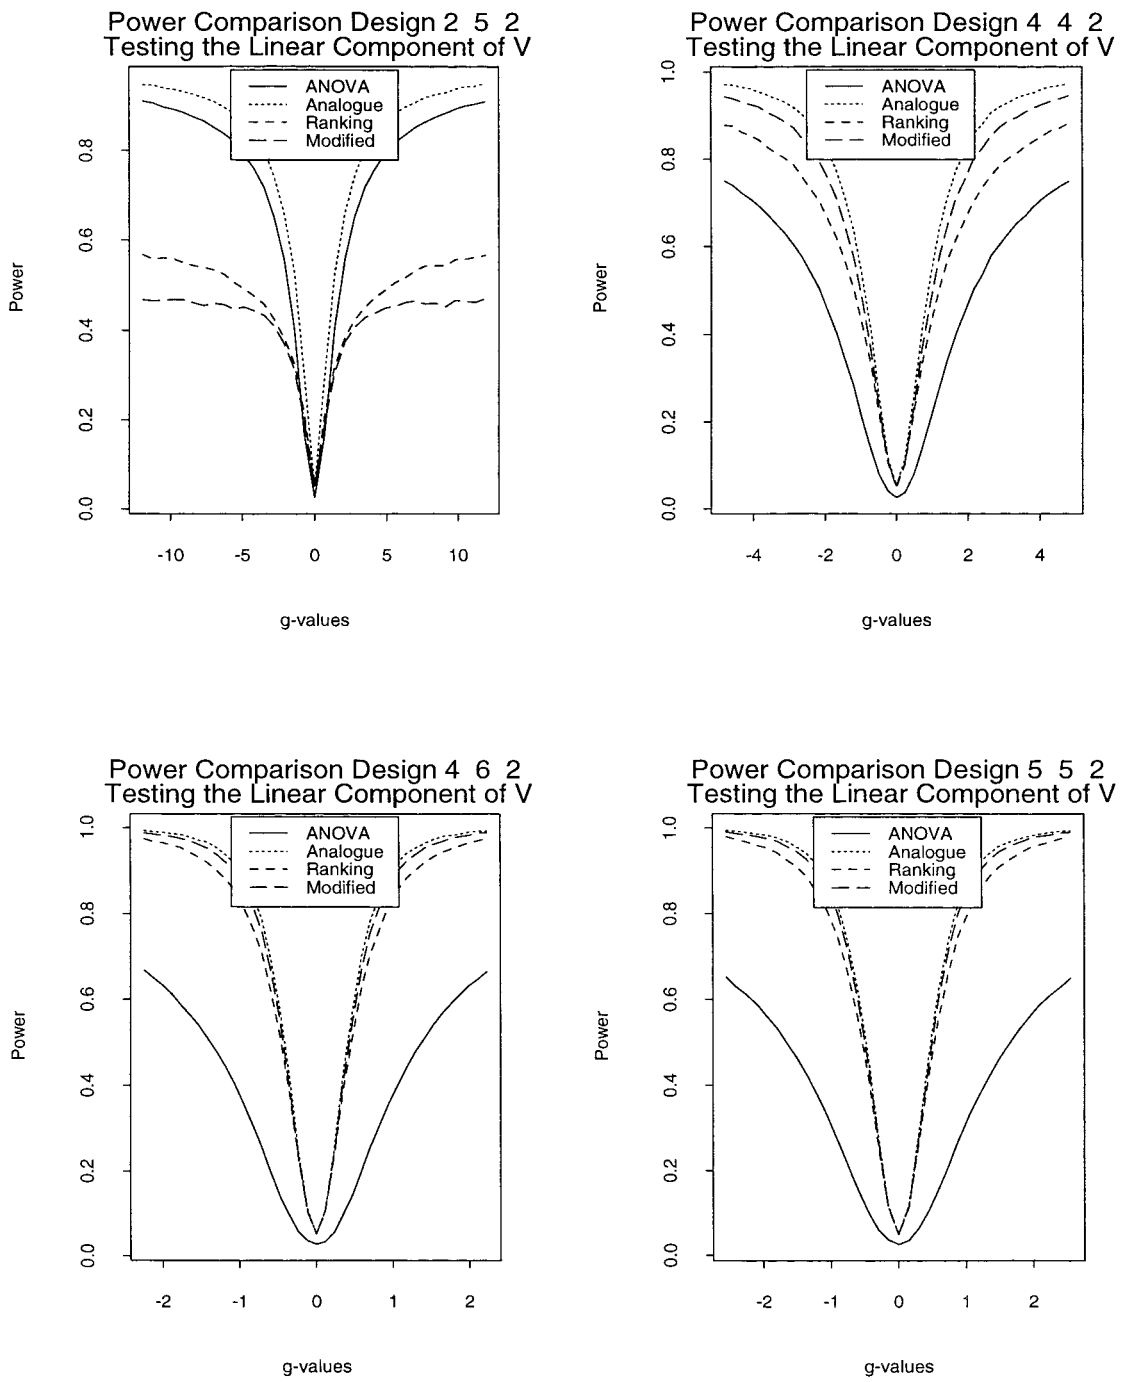 Power Comparison Design 2 5 2
Testing the Linear Component of V
ANOVA
Analogue
Ranking
Modified
Power
0.0
0.2
0.4
0.6
0.8
-10
-5
0
5
10
g-values
Power Comparison Design 4 4 2
Testing the Linear Component of V
ANOVA
Analogue
Ranking
Modified
Power
0.0
0.2
0.4
0.6
0.8
1.0
-4
-2
0
2
4
g-values
Power Comparison Design 4 6 2
Testing the Linear Component of V
ANOVA
Analogue
Ranking
Modified
Power
0.0
0.2
0.4
0.6
0.8
1.0
-2
-1
0
1
2
g-values
Power Comparison Design 5 5 2
Testing the Linear Component of V
ANOVA
Analogue
Ranking
Modified
Power
0.0
0.2
0.4
0.6
0.8
1.0
-2
-1
0
1
2
g-values